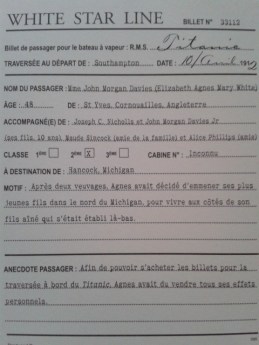 WHITE STAR LINE BILLET N° 33112
Billet de passager pour le bateau à vapeur : R.M.S. Titanic
TRAVERSÉE AU DÉPART DE : Southampton DATE : 10/Avril 1912
NOM DU PASSAGER : Mme John Morgan Davies (Elizabeth Agnes Mary White)
ÂGE : 48 DE : St Yves, Cornouailles, Angleterre
ACCOMPAGNÉ(E) DE : Joseph C. Nicholls et John Morgan Davies Jr
(son fils, 10 ans) Maude Sincock (amie de la famille) et Alice Phillips (amie)
CLASSE 1ère 2ème X 3ème CABINE N° : Inconnu
À DESTINATION DE : Hancock, Michigan
MOTIF : Après deux veuvages, Agnes avait décidé d'emmener ses plus
jeunes fils dans le nord du Michigan, pour vivre aux côtés de son
fils aîné qui s'était établi là-bas.
ANECDOTE PASSAGER : Afin de pouvoir s'acheter les billets pour la
traversée à bord du Titanic, Agnes avait du vendre tous ses effets
personnels.